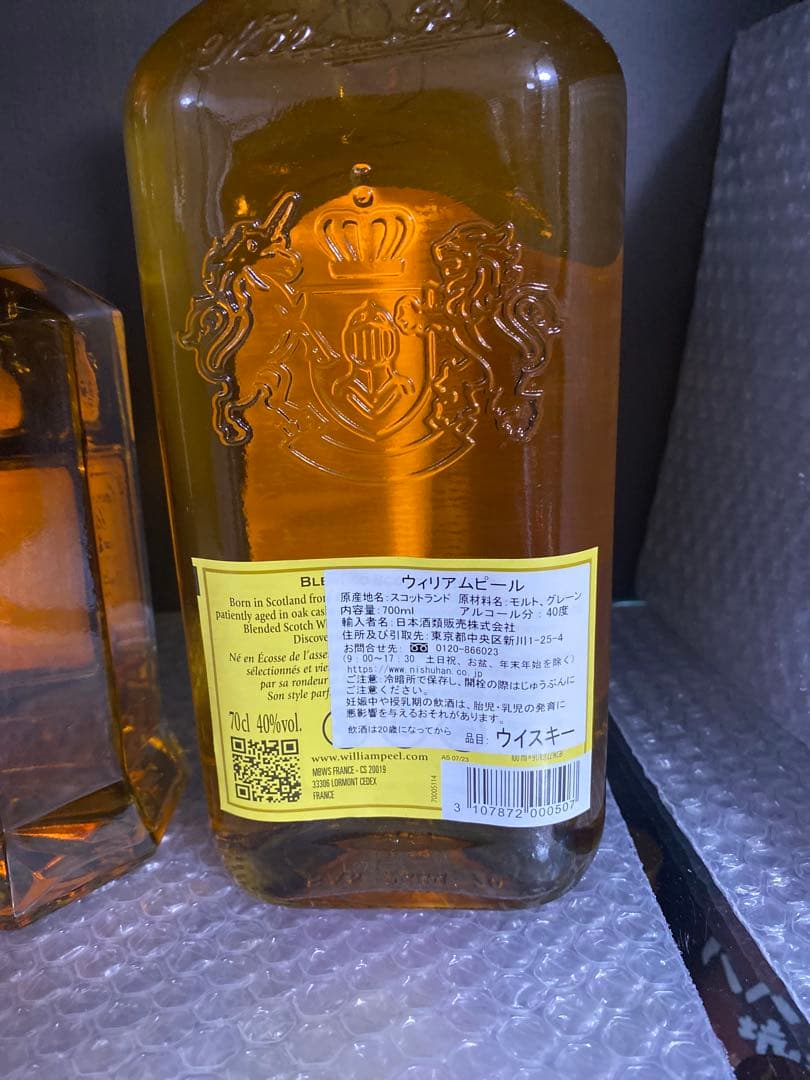 BLE
Born in Scotland from
patiently aged in oak cas
Blended Scotch W
Discove
Né en Écosse de l'asse
sélectionnés et vie
par sa rondeur
Son style parf
70cl 40%vol.
ウィリアムピール
原産地名:スコットランド 原材料名:モルト、グレーン
内容量:700ml アルコール分:40度
輸入者名:日本酒類販売株式会社
住所及び引取先:東京都中央区新川1-25-4
お問合せ先: 0120-866023
(9:00~17:30 土日祝、お盆、年末年始を除く)
https://www.nishuhan.co.jp
ご注意:冷暗所で保存し、開栓の際はじゅうぶんに
ご注意ください。
妊娠中や授乳期の飲酒は、胎児・乳児の発育に
悪影響を与えるおそれがあります。
飲酒は20歳になってから 品目:ウイスキー
www.williampeel.com
AS 07/23
MBWS FRANCE - CS 20019
33306 LORMONT CEDEX
FRANCE
70005114
3 107872 000507